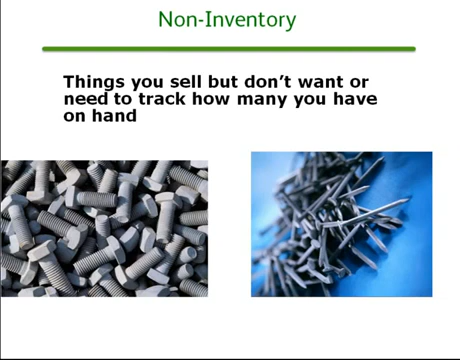 Non-Inventory
Things you sell but don't want or
need to track how many you have
on hand